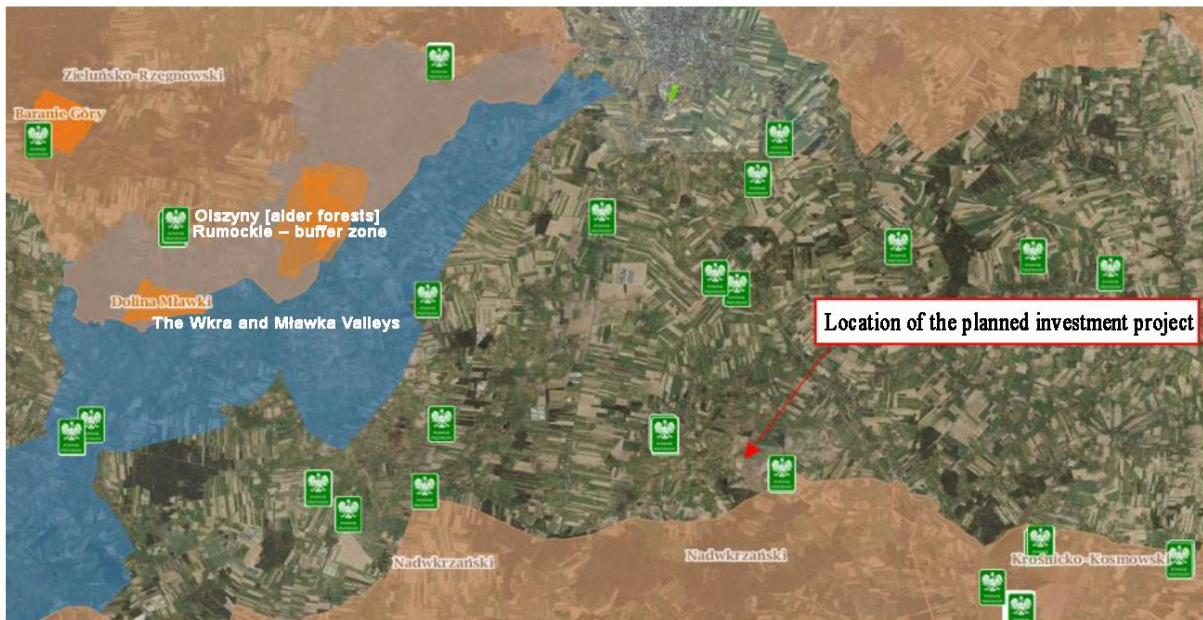 Zieluńsko-Rzęgnowski
Baranie Góry
Olszyny [alder forests]
Rumockie – buffer zone
Dolina Mławki
The Wkra and Mławka Valleys
Location of the planned investment project
Nadwkrzański
Nadwkrzański
Krośnicko-Kosmowski